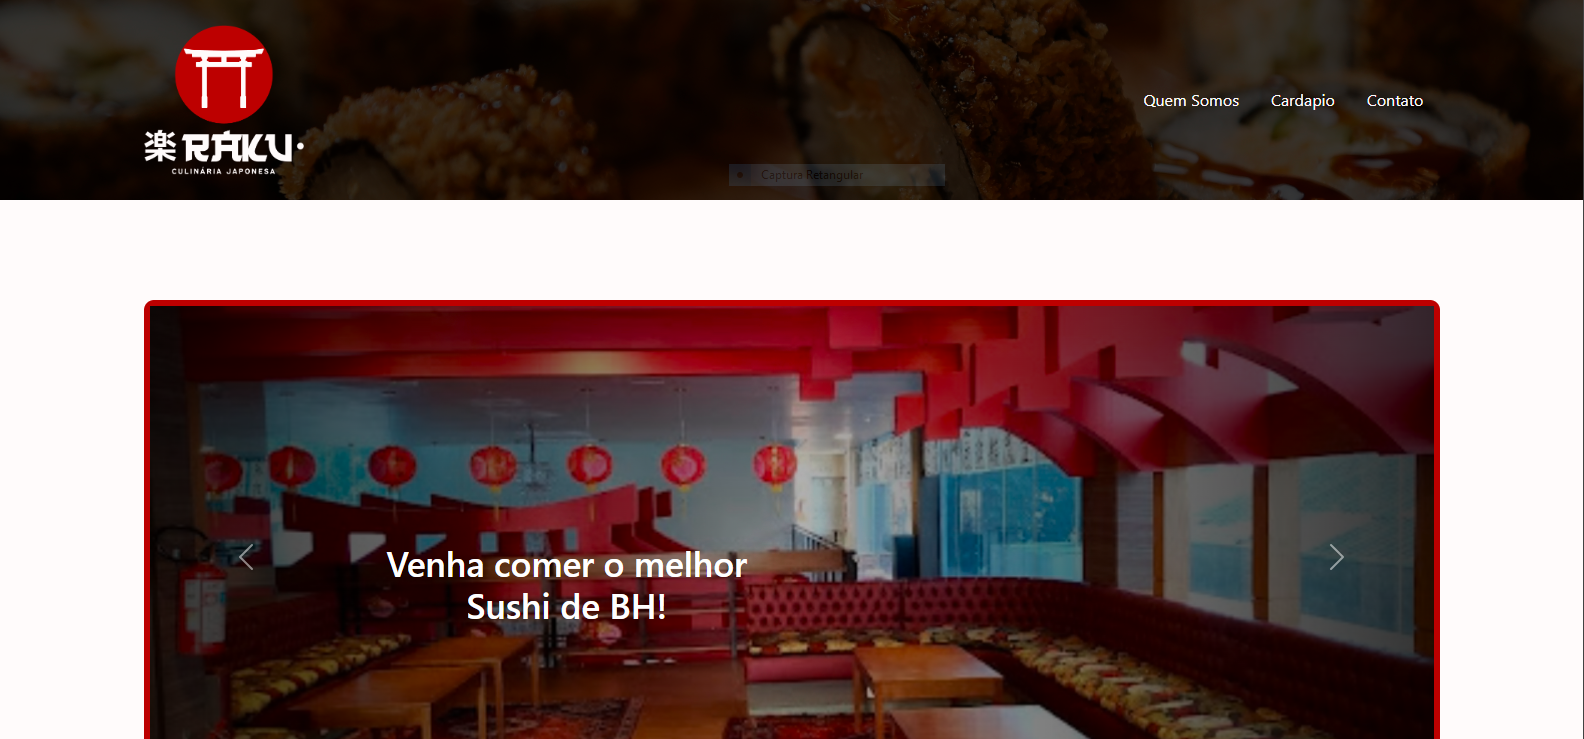 楽 RAKU
CULINÁRIA JAPONESA
Quem Somos
Cardapio
Contato
Captura Retangular
Venha comer o melhor
Sushi de BH!